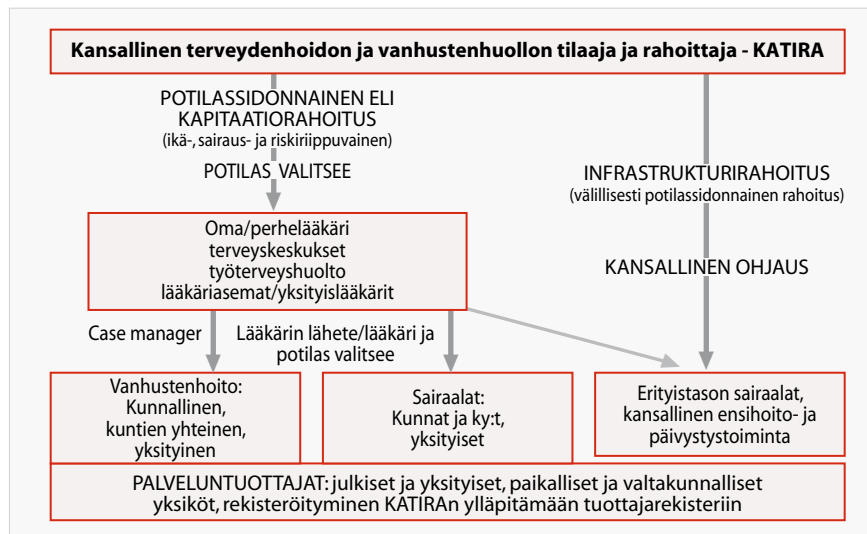 Kansallinen terveydenhoidon ja vanhustenhuollon tilaaja ja rahoittaja - KATIRA
POTILASSIDONNAINEN ELI
KAPITAATIORAHOITUS
(ikä-, sairaus- ja riskiriippuvainen)
POTILAS VALITSEE
INFRASTRUKTURIRAHOITUS
(välillisesti potilassidonnainen rahoitus)
KANSALLINEN OHJAUS
Oma/perhelääkäri
terveyskeskukset
työterveyshuolto
lääkäriasemat/yksityislääkärit
Case manager
Lääkärin lähete/lääkäri ja
potilas valitsee
Vanhustenhoito:
Kunnallinen,
kuntien yhteinen,
yksityinen
Sairaalat:
Kunnat ja ky:t,
yksityiset
Erityistason sairaalat,
kansallinen ensihoito- ja
päivystystoiminta
PALVELUNTUOTTAJAT: julkiset ja yksityiset, paikalliset ja valtakunnalliset
yksiköt, rekisteröityminen KATIRAn ylläpitämään tuottajarekisteriin